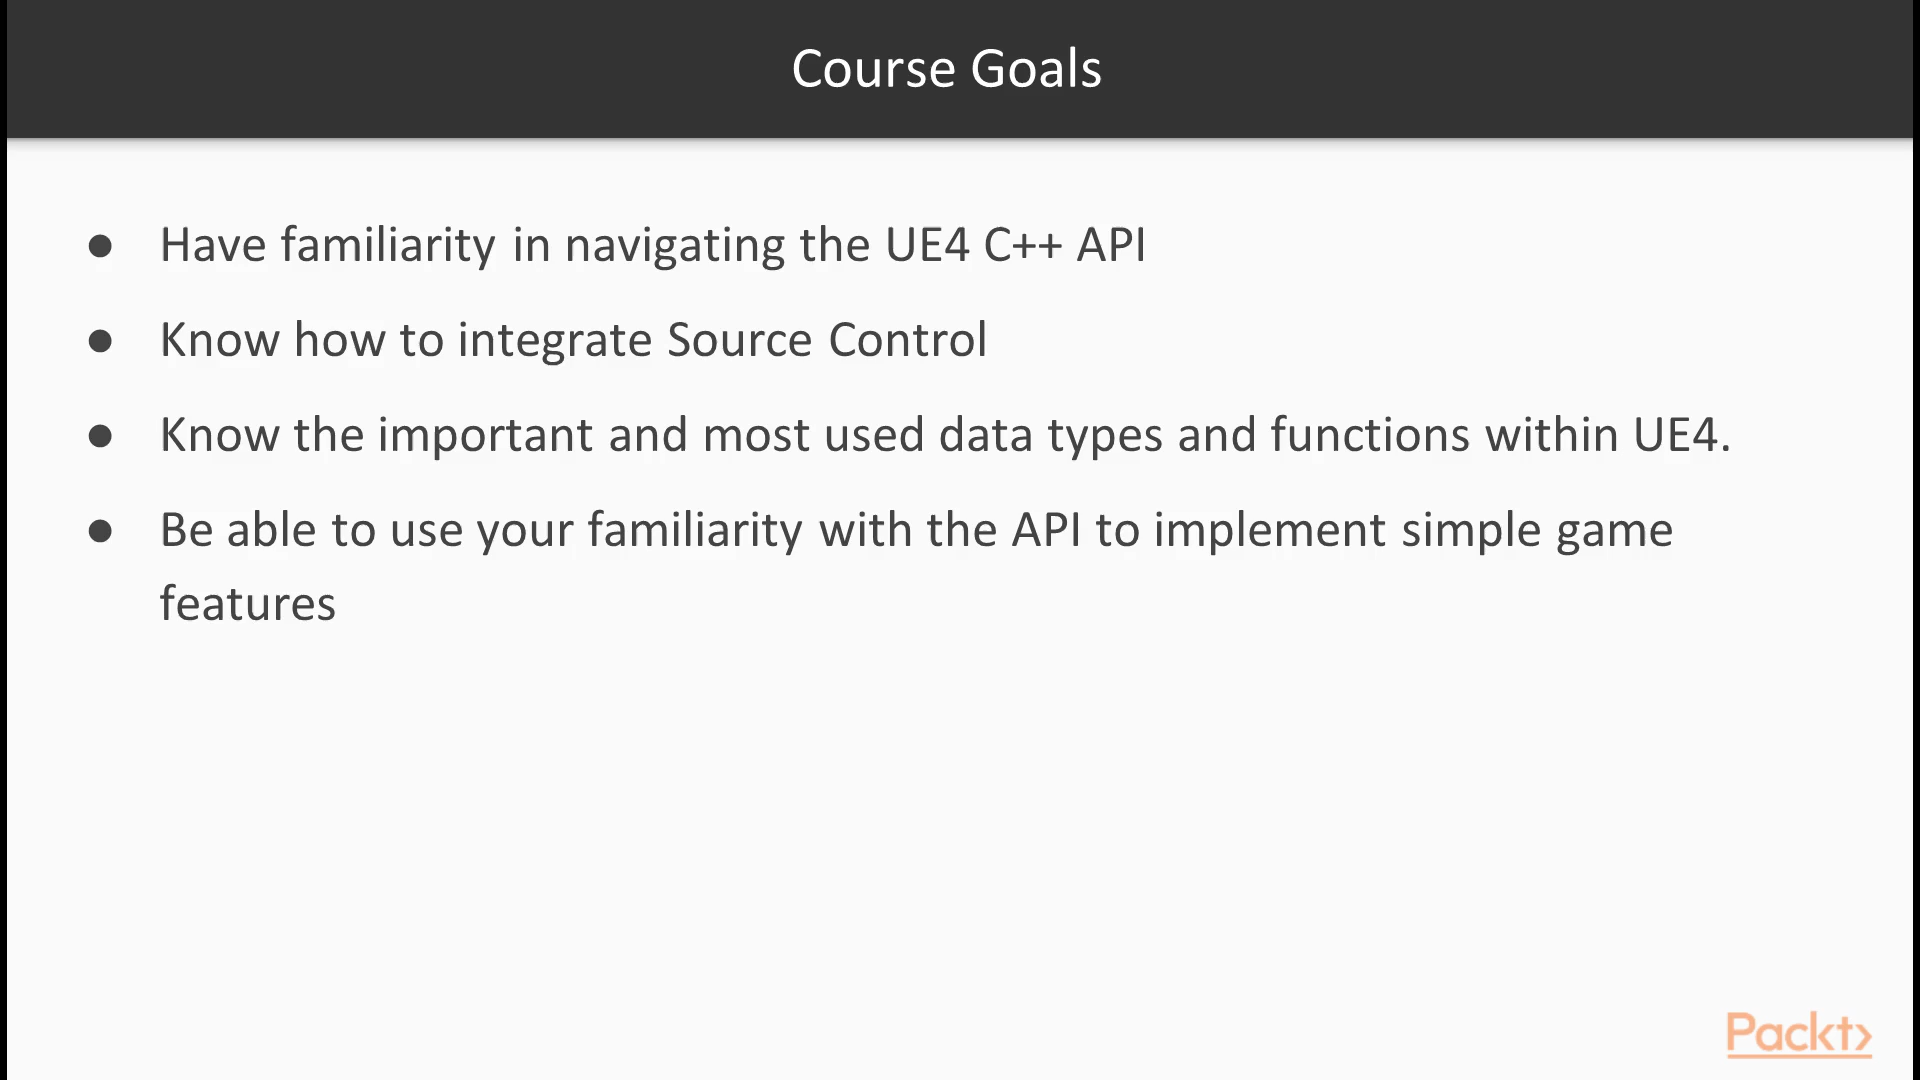 Course Goals
● Have familiarity in navigating the UE4 C++ API
● Know how to integrate Source Control
● Know the important and most used data types and functions within UE4.
● Be able to use your familiarity with the API to implement simple game
features
Packt>